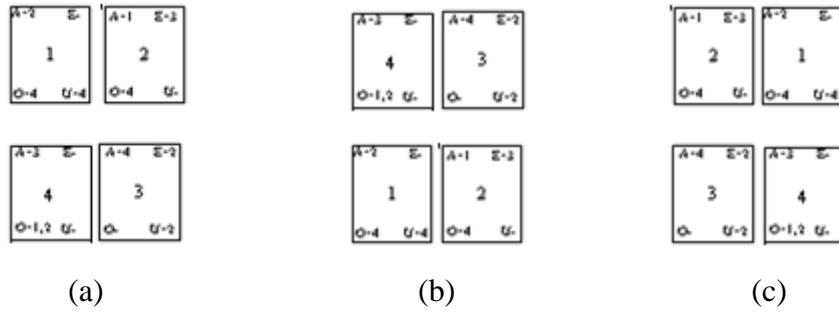 A-2 E- A-1 E-3 A-3 E- A-4 E-2 A-1 E-3 A-2 E-
1 2 4 3 2 1
O-4 U-4 O-4 U- O-1,2 U- O- U-2 O-4 U- O-4 U-4
A-3 E- A-4 E-2 A-2 E- A-1 E-3 A-4 E-2 A-3 E-
4 3 1 2 3 4
O-1,2 U- O- U-2 O-4 U-4 O-4 U- O- U-2 O-1,2 U-
(a) (b) (c)